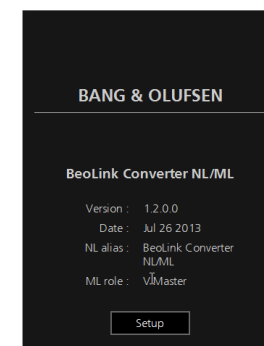 BANG & OLUFSEN
BeoLink Converter NL/ML
Version : 1.2.0.0
Date : Jul 26 2013
NL alias : BeoLink Converter
NL/ML
ML role : V.Master
Setup